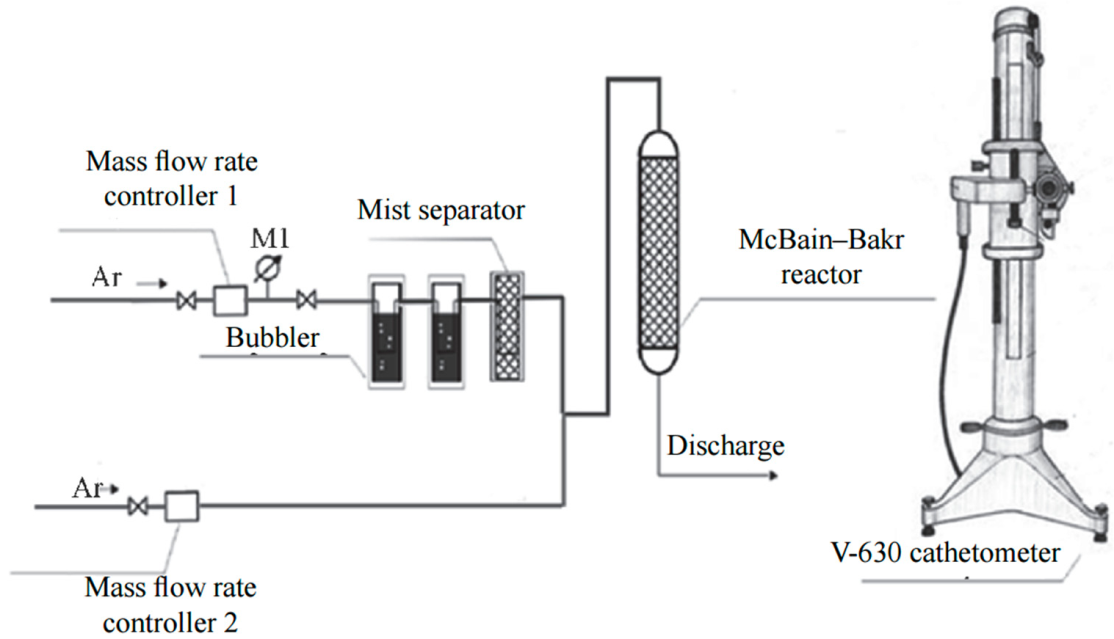 Mass flow rate
controller 1
Mist separator
M1
Ar
McBain–Bakr
reactor
Bubbler
Discharge
Ar
V-630 cathetometer
Mass flow rate
controller 2